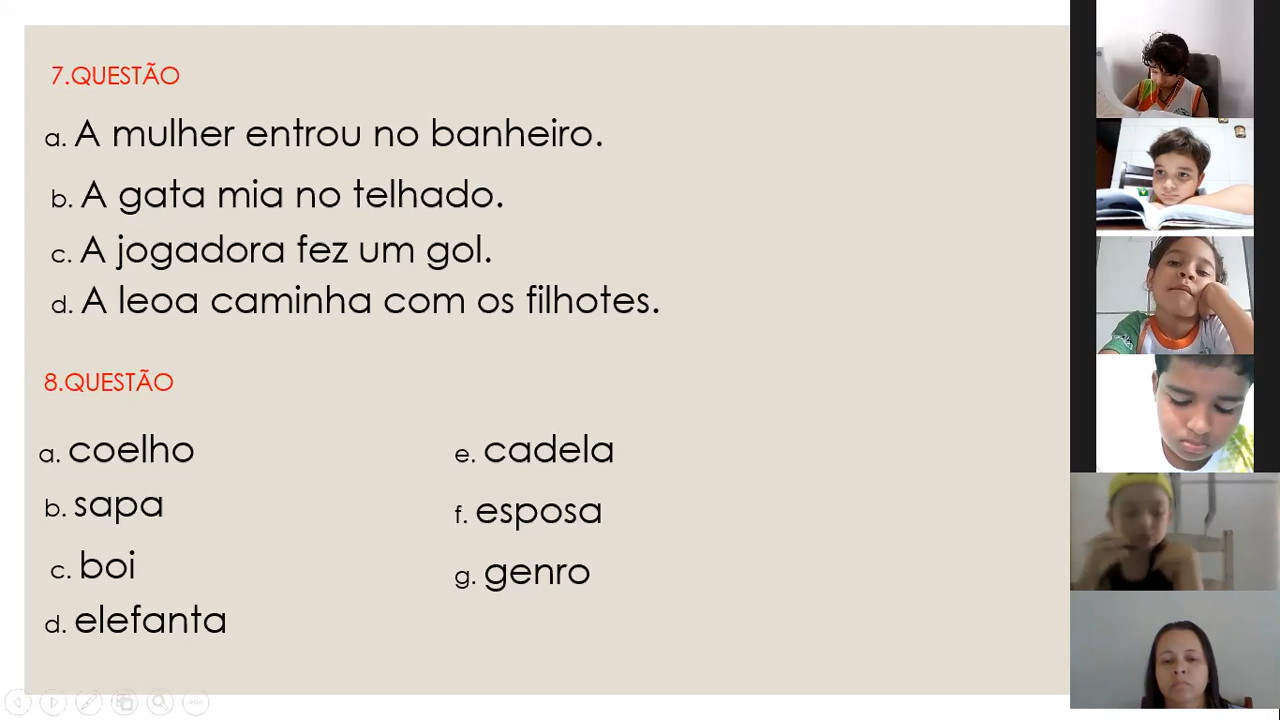 7.QUESTÃO
a. A mulher entrou no banheiro.
b. A gata mia no telhado.
c. A jogadora fez um gol.
d. A leoa caminha com os filhotes.
8.QUESTÃO
a. coelho
b. sapa
c. boi
d. elefanta
e. cadela
f. esposa
g. genro